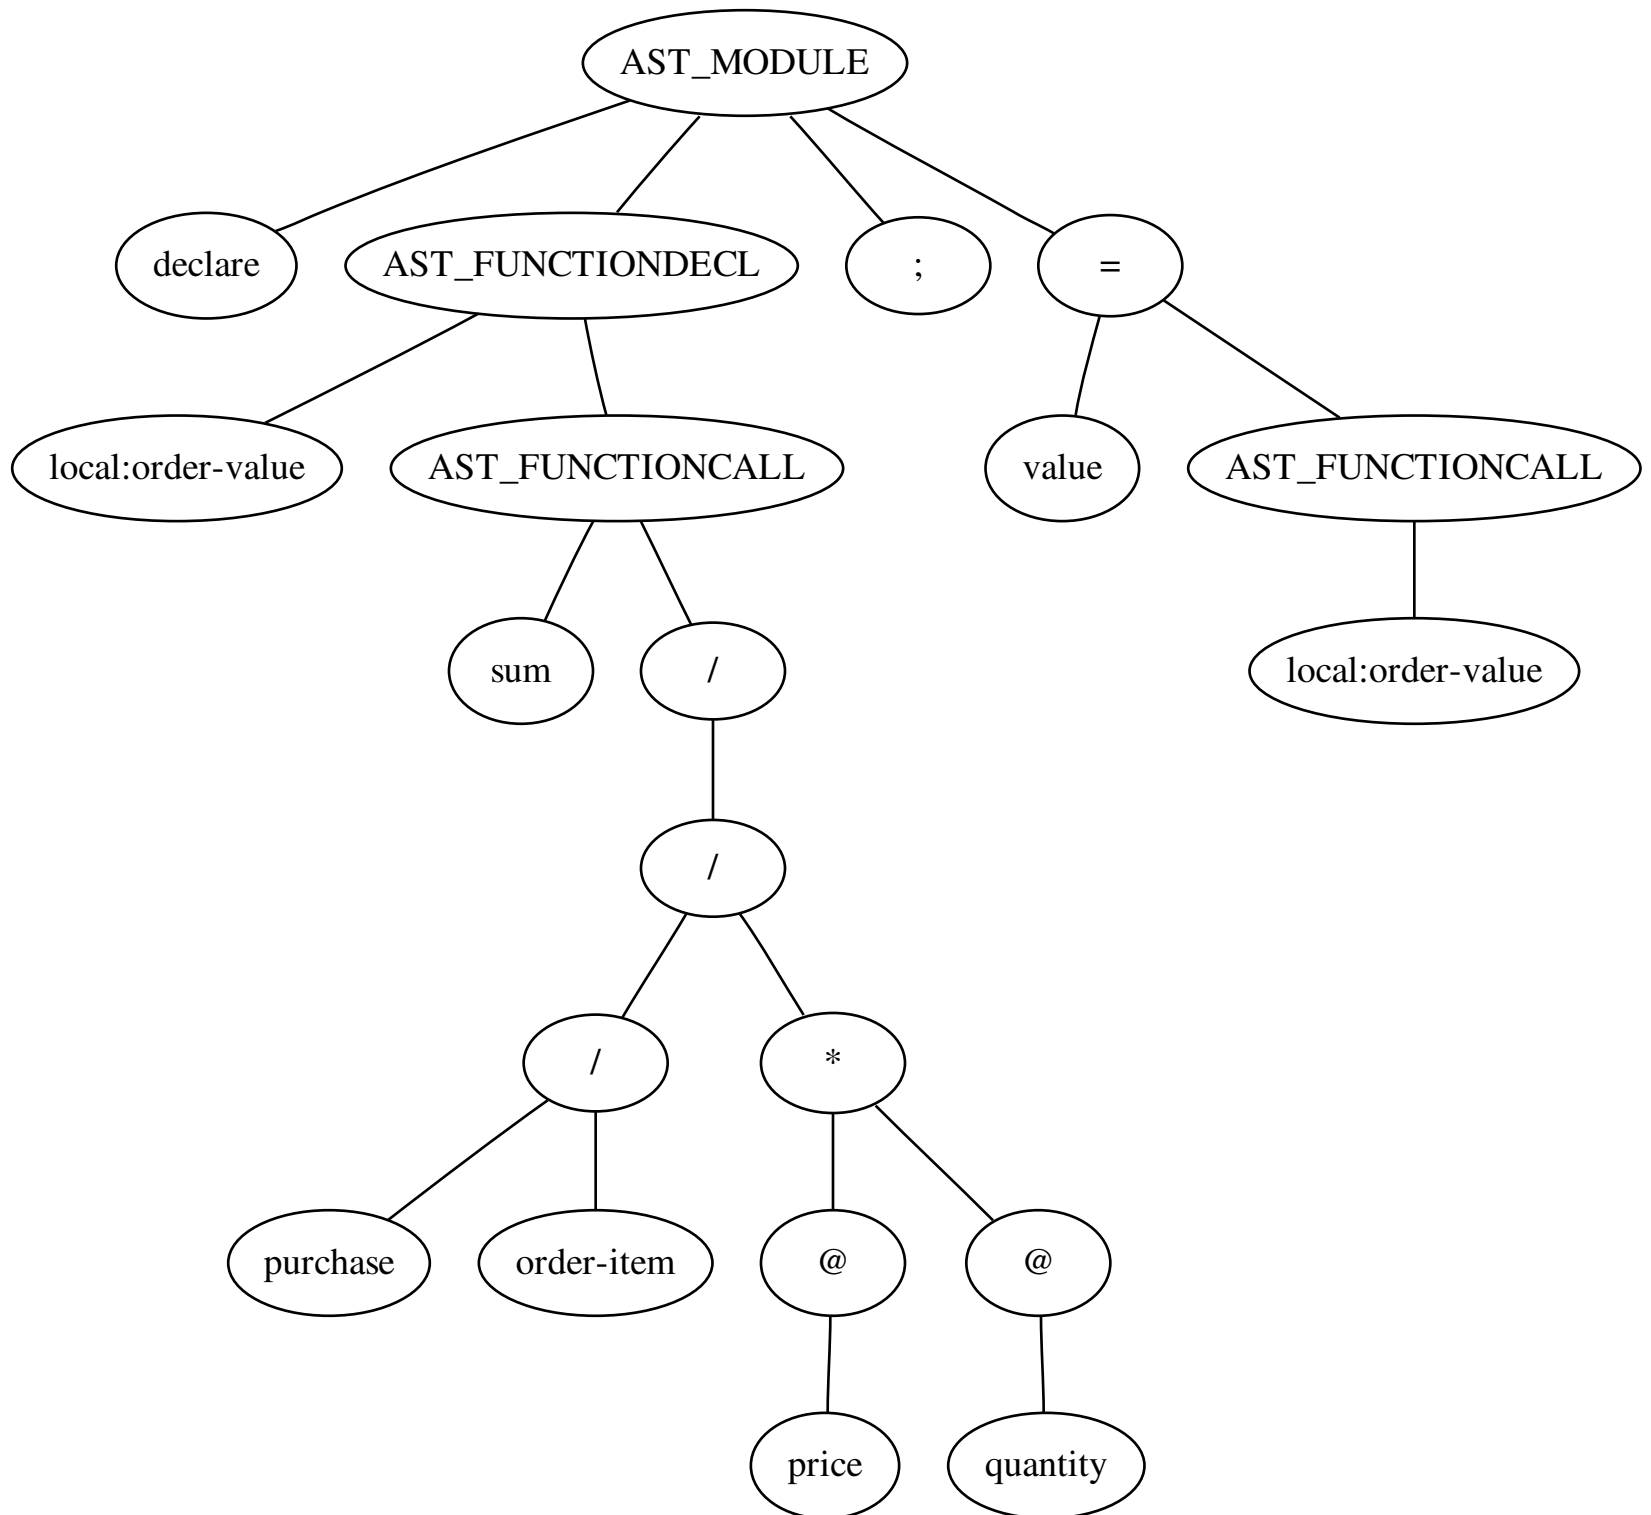 AST_MODULE
declare
AST_FUNCTIONDECL
;
=
local:order-value
AST_FUNCTIONCALL
value
AST_FUNCTIONCALL
sum
/
local:order-value
/
/
*
purchase
order-item
@
@
price
quantity